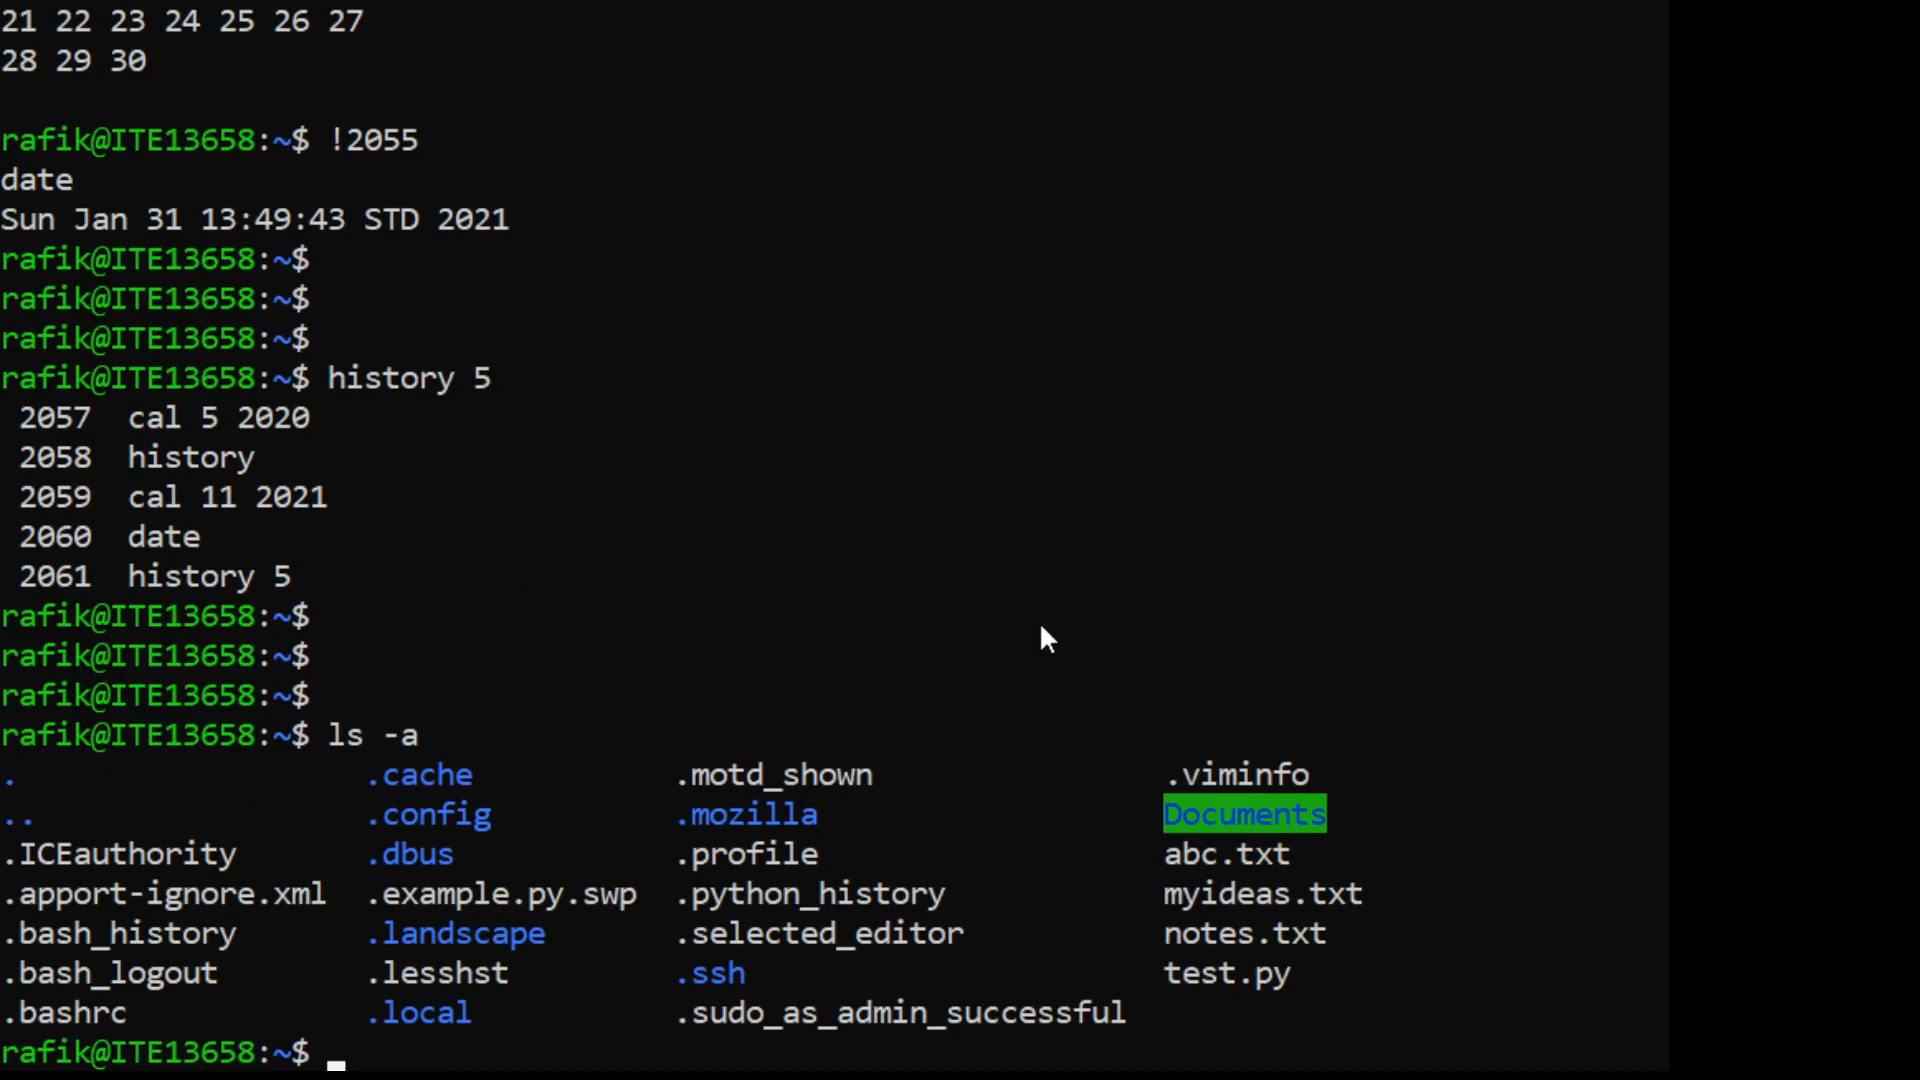 21 22 23 24 25 26 27
28 29 30
rafik@ITE13658:~$ !2055
date
Sun Jan 31 13:49:43 STD 2021
rafik@ITE13658:~$
rafik@ITE13658:~$
rafik@ITE13658:~$
rafik@ITE13658:~$ history 5
 2057  cal 5 2020
 2058  history
 2059  cal 11 2021
 2060  date
 2061  history 5
rafik@ITE13658:~$
rafik@ITE13658:~$
rafik@ITE13658:~$
rafik@ITE13658:~$ ls -a
.                   .cache           .motd_shown                .viminfo
..                  .config          .mozilla                   Documents
.ICEauthority       .dbus            .profile                   abc.txt
.apport-ignore.xml  .example.py.swp  .python_history            myideas.txt
.bash_history       .landscape       .selected_editor           notes.txt
.bash_logout        .lesshst         .ssh                       test.py
.bashrc             .local           .sudo_as_admin_successful
rafik@ITE13658:~$